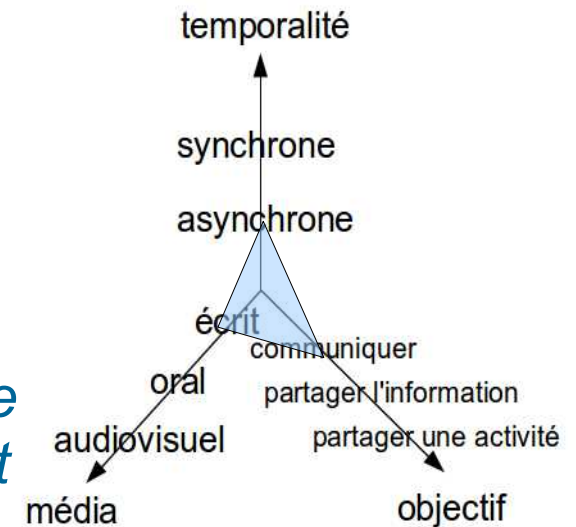 temporalité
synchrone
asynchrone
écrit
communiquer
oral
partager l'information
audiovisuel
partager une activité
média
objectif
e
t